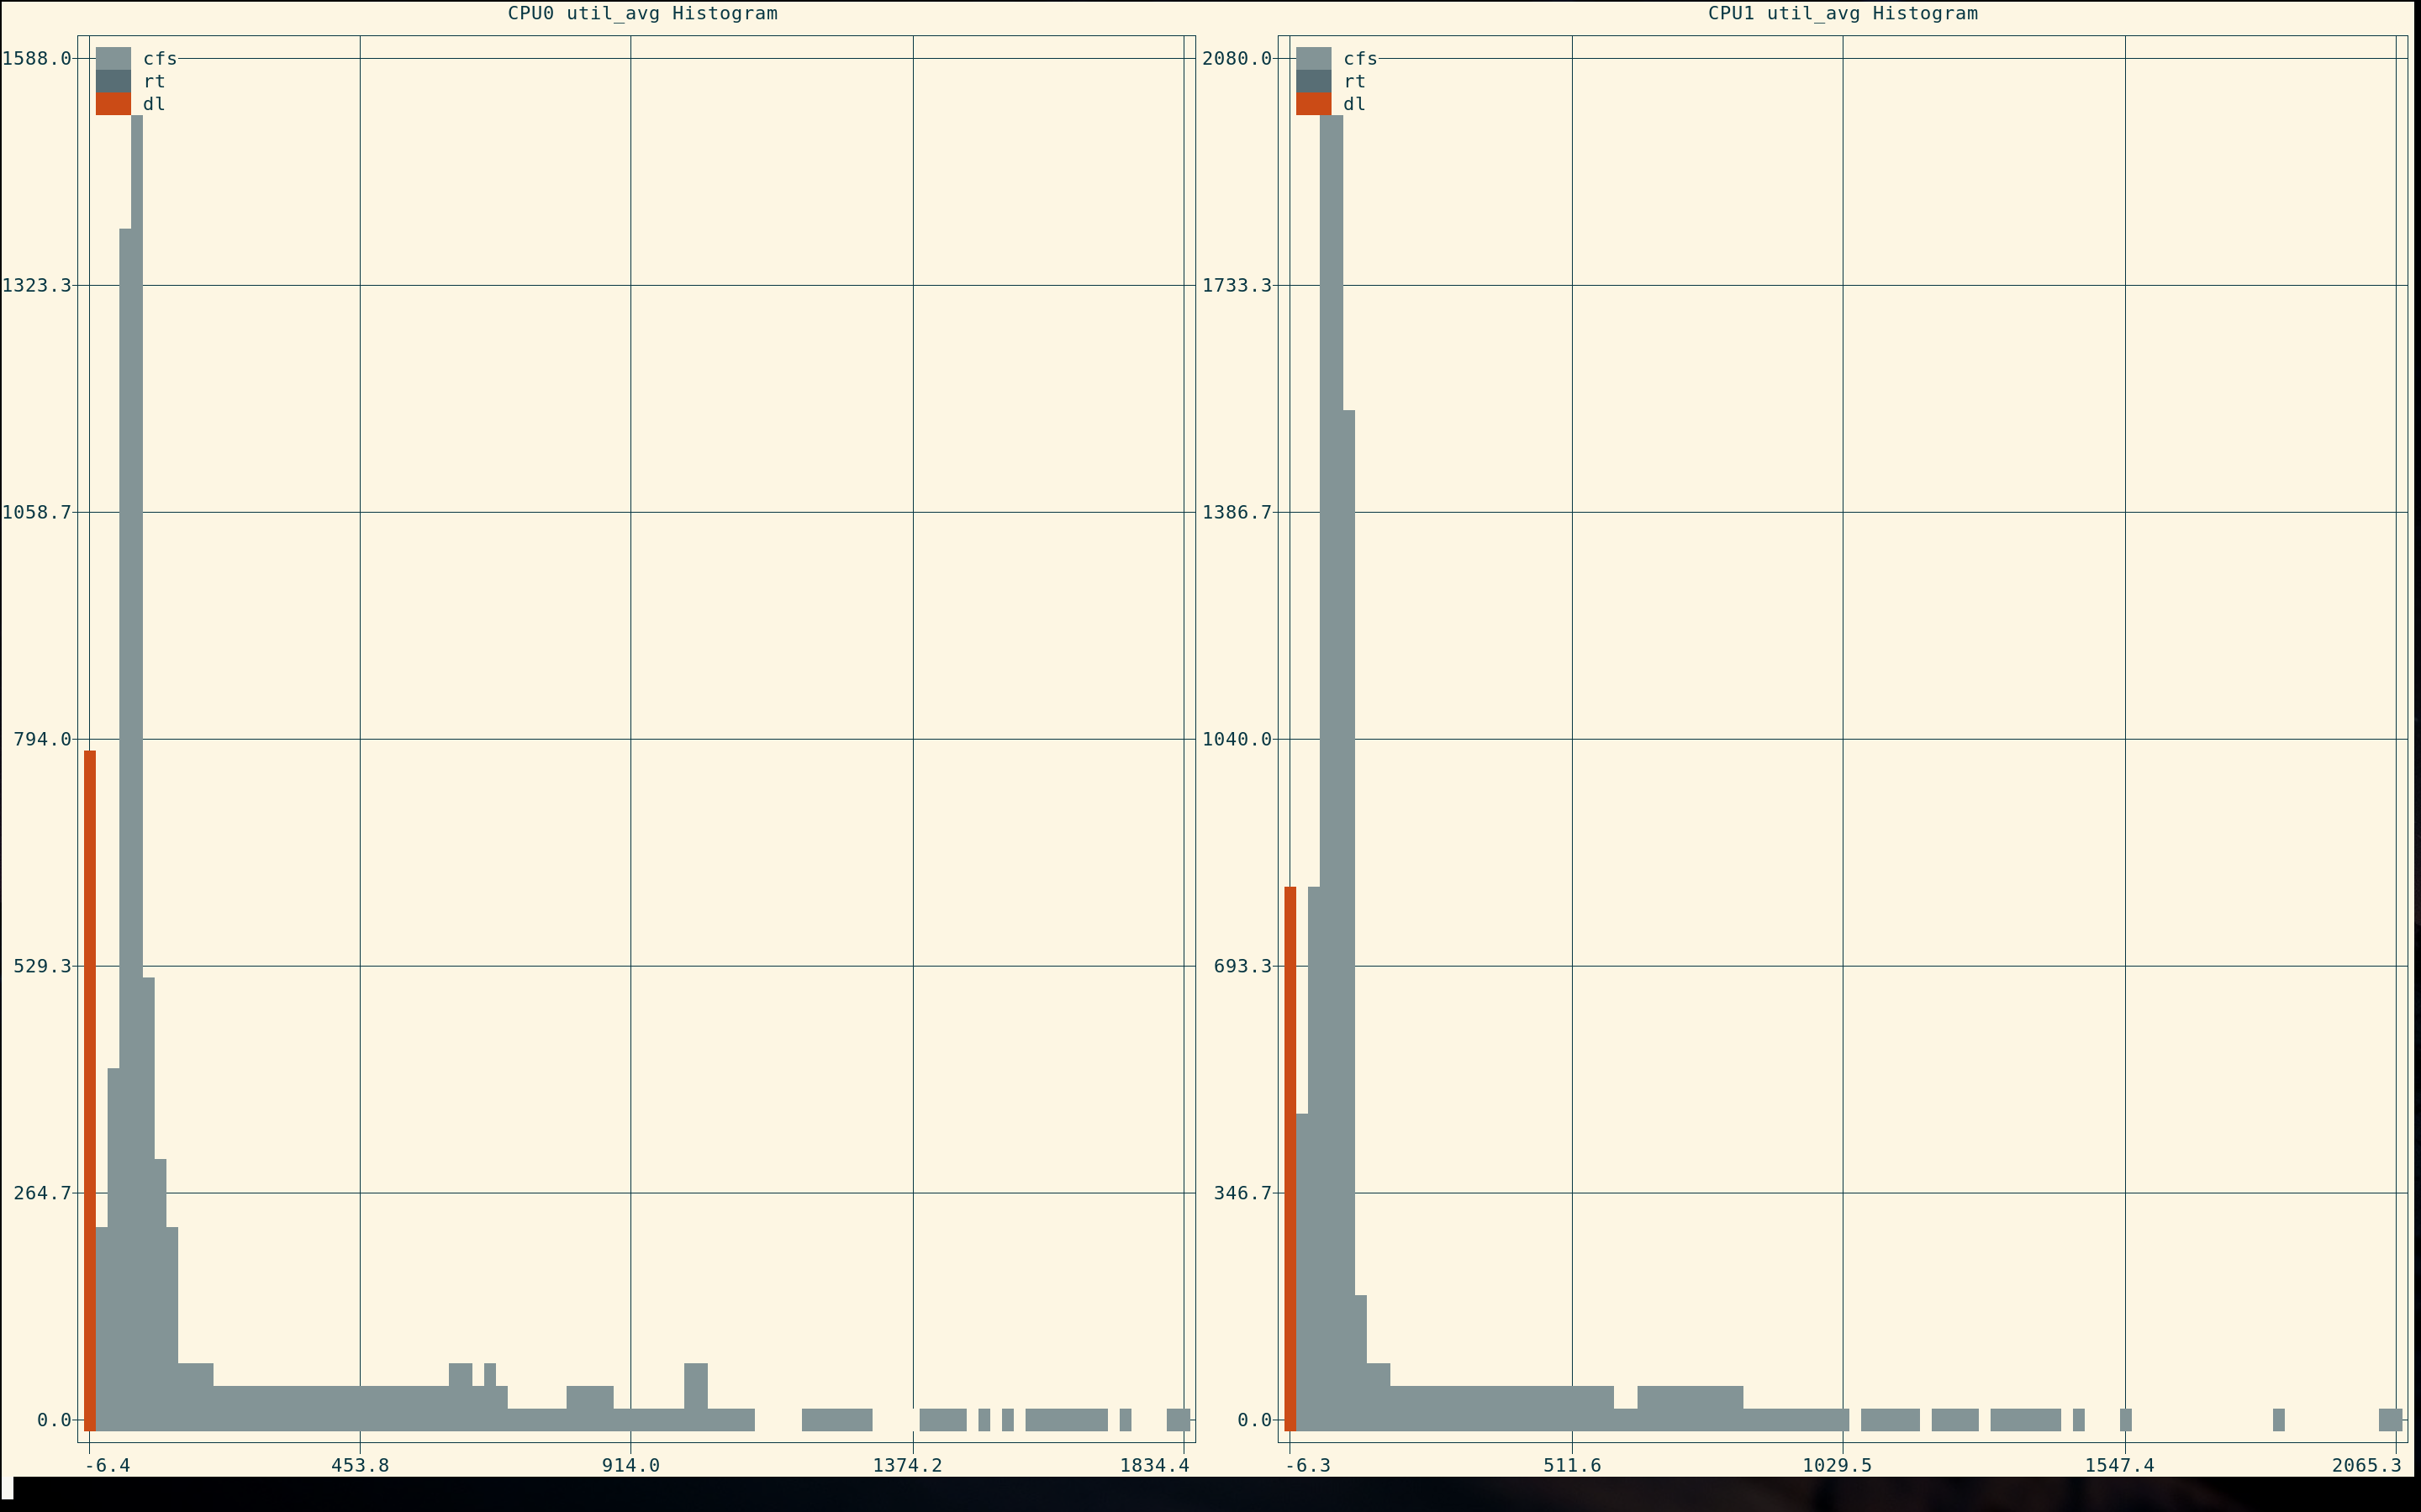 CPU0 util_avg Histogram
1588.0
cfs
rt
dl
1323.3
1058.7
794.0
529.3
264.7
0.0
-6.4 453.8 914.0 1374.2 1834.4
CPU1 util_avg Histogram
2080.0
cfs
rt
dl
1733.3
1386.7
1040.0
693.3
346.7
0.0
-6.3 511.6 1029.5 1547.4 2065.3